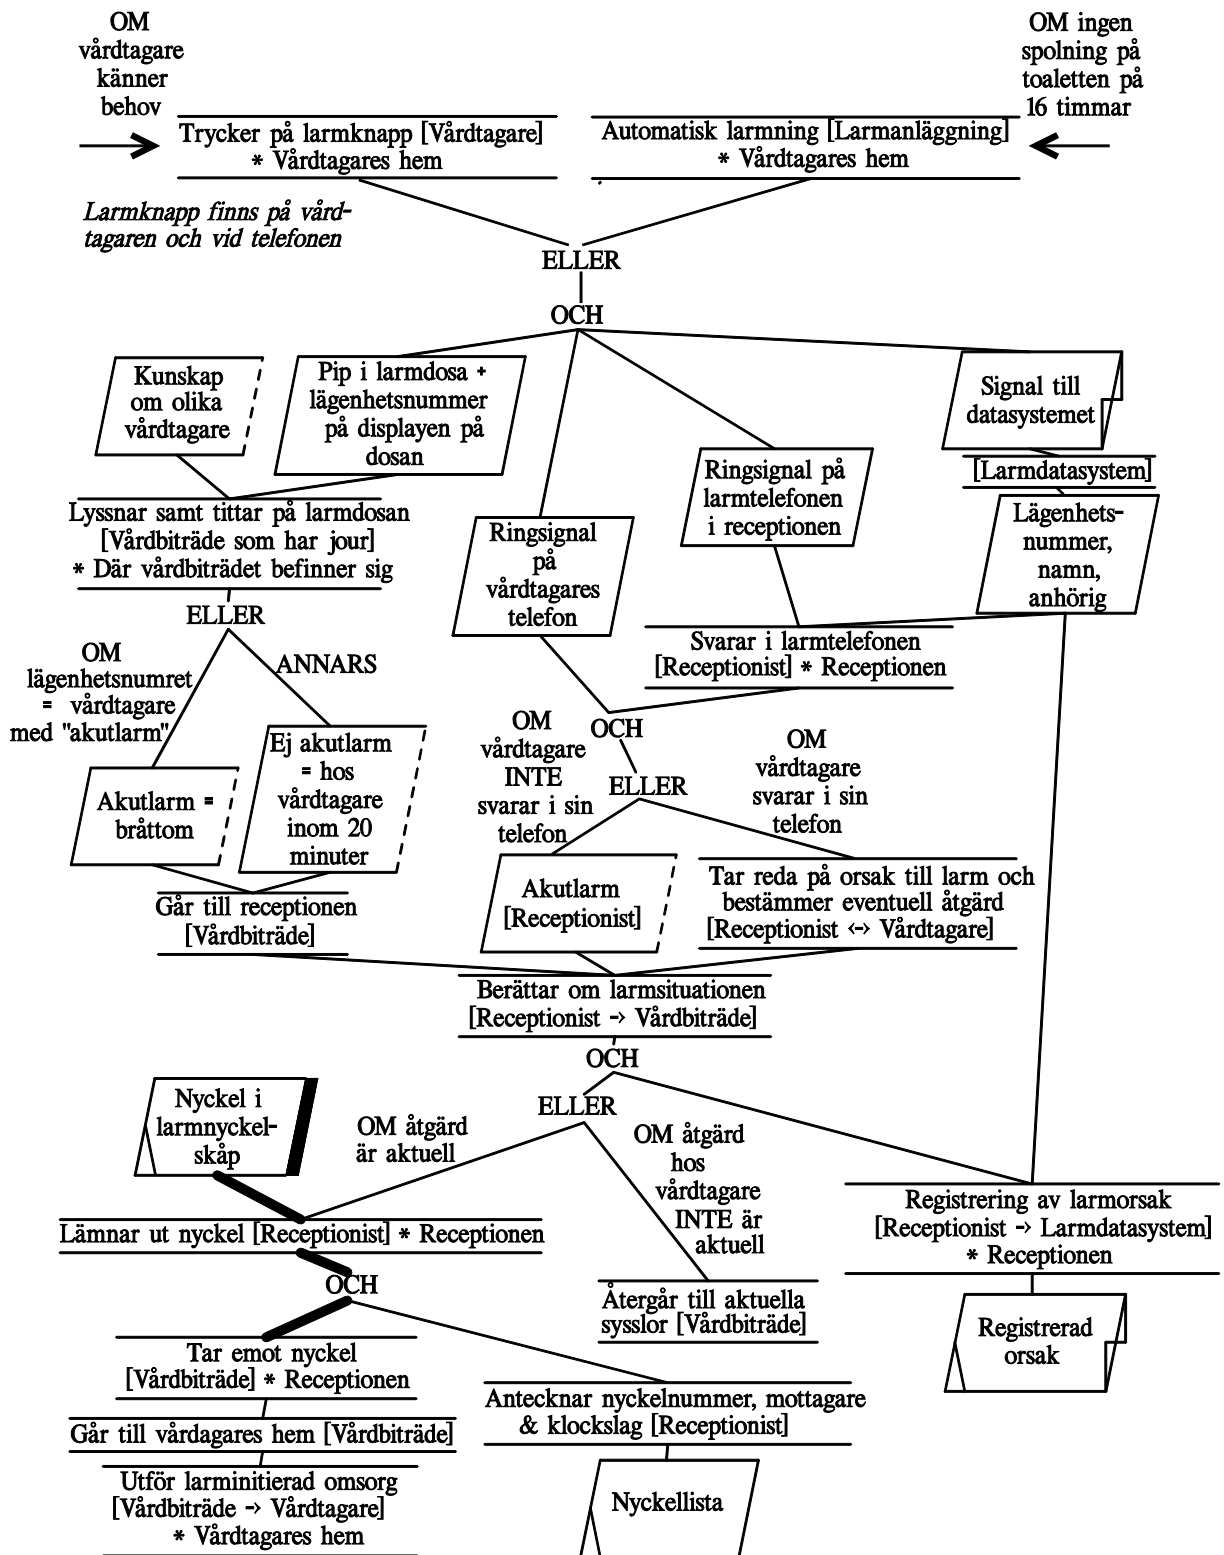 OM
vårdtagare
känner
behov
OM ingen
spolning på
toaletten på
16 timmar
Trycker på larmknapp [Vårdtagare]
* Vårdtagares hem
Automatisk larmning [Larmanläggning]
* Vårdtagares hem
Larmknapp finns på vård-
tagaren och vid telefonen
ELLER
OCH
Kunskap
om olika
vårdtagare
Pip i larmdosa +
lägenhetsnummer
på displayen på
dosan
Signal till
datasystemet
Ringsignal på
larmtelefonen
i receptionen
[Larmdatasystem]
Lyssnar samt tittar på larmdosan
[Vårdbiträde som har jour]
* Där vårdbiträdet befinner sig
Ringsignal
på
vårdtagares
telefon
Lägenhets-
nummer,
namn,
anhörig
ELLER
Svarar i larmtelefonen
[Receptionist] * Receptionen
OM
lägenhetsnumret
= vårdtagare
med "akutlarm"
ANNARS
OCH
OM
vårdtagare
INTE
svarar i sin
telefon
ELLER
OM
vårdtagare
svarar i sin
telefon
Akutlarm =
bråttom
Ej akutlarm
= hos
vårdtagare
inom 20
minuter
Akutlarm
[Receptionist]
Tar reda på orsak till larm och
bestämmer eventuell åtgärd
[Receptionist <-> Vårdtagare]
Går till receptionen
[Vårdbiträde]
Berättar om larmsituationen
[Receptionist -> Vårdbiträde]
OCH
ELLER
Nyckel i
larmnyckel-
skåp
OM åtgärd
är aktuell
OM åtgärd
hos
vårdtagare
INTE är
aktuell
Registrering av larmorsak
[Receptionist -> Larmdatasystem]
* Receptionen
Lämnar ut nyckel [Receptionist] * Receptionen
OCH
Återgår till aktuella
sysslor [Vårdbiträde]
Registrerad
orsak
Tar emot nyckel
[Vårdbiträde] * Receptionen
Antecknar nyckelnummer, mottagare
& klockslag [Receptionist]
Går till vårdagares hem [Vårdbiträde]
Utför larminitierad omsorg
[Vårdbiträde -> Vårdtagare]
* Vårdtagares hem
Nyckellista